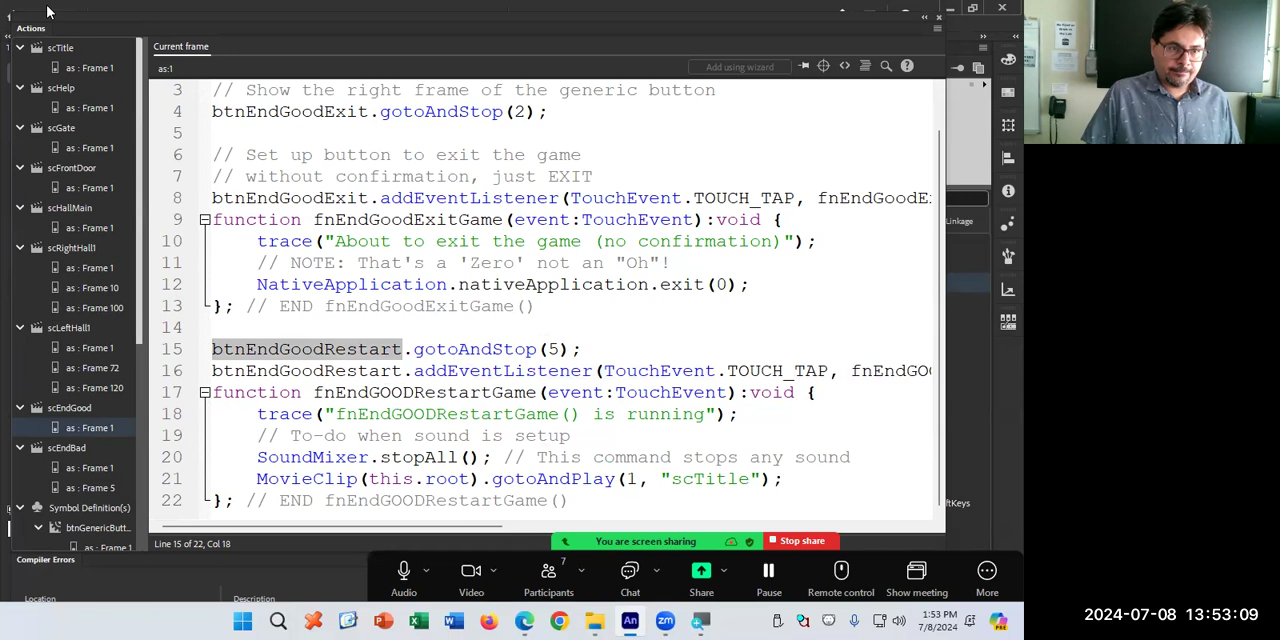 Actions
Current frame
as:1
Add using wizard
scTitle
as : Frame 1
scHelp
as : Frame 1
scGate
as : Frame 1
scFrontDoor
as : Frame 1
scHallMain
as : Frame 1
scRightHall1
as : Frame 1
as : Frame 10
as : Frame 100
scLeftHall1
as : Frame 1
as : Frame 72
as : Frame 120
scEndGood
as : Frame 1
scEndBad
as : Frame 1
as : Frame 5
Symbol Definition(s)
btnGenericButt...
as : Frame 1
3 // Show the right frame of the generic button
4 btnEndGoodExit.gotoAndStop(2);
5
6 // Set up button to exit the game
7 // without confirmation, just EXIT
8 btnEndGoodExit.addEventListener(TouchEvent.TOUCH_TAP, fnEndGoodE
9 function fnEndGoodExitGame(event:TouchEvent):void {
10 trace("About to exit the game (no confirmation)");
11 // NOTE: That's a 'Zero' not an "Oh"!
12 NativeApplication.nativeApplication.exit(0);
13 }; // END fnEndGoodExitGame()
14
15 btnEndGoodRestart.gotoAndStop(5);
16 btnEndGoodRestart.addEventListener(TouchEvent.TOUCH_TAP, fnEndGOO
17 function fnEndGOODRestartGame(event:TouchEvent):void {
18 trace("fnEndGOODRestartGame() is running");
19 // To-do when sound is setup
20 SoundMixer.stopAll(); // This command stops any sound
21 MovieClip(this.root).gotoAndPlay(1, "scTitle");
22 }; // END fnEndGOODRestartGame()
Line 15 of 22, Col 18
Linkage
ftKeys
You are screen sharing
Stop share
Compiler Errors
Location
Description
Audio
Video
7
Participants
Chat
Share
Pause
Remote control
Show meeting
More
1:53 PM
7/8/2024
2024-07-08 13:53:09